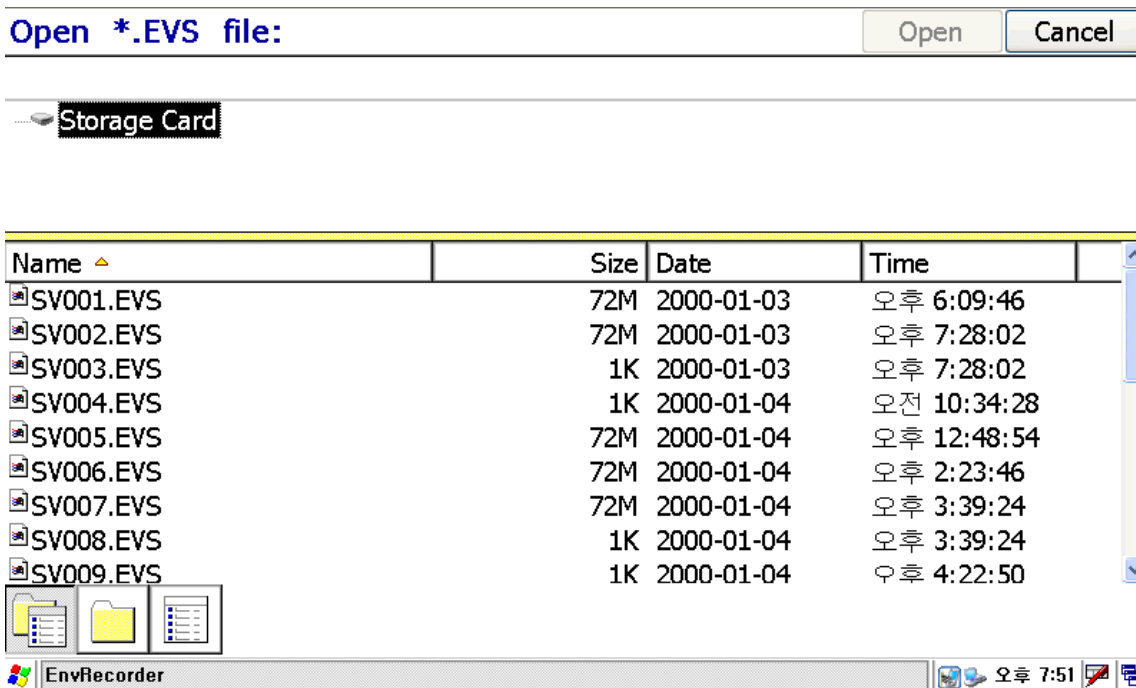 Open *.EVS file: Open Cancel
Storage Card
Name Size Date Time
SV001.EVS 72M 2000-01-03 오후 6:09:46
SV002.EVS 72M 2000-01-03 오후 7:28:02
SV003.EVS 1K 2000-01-03 오후 7:28:02
SV004.EVS 1K 2000-01-04 오전 10:34:28
SV005.EVS 72M 2000-01-04 오후 12:48:54
SV006.EVS 72M 2000-01-04 오후 2:23:46
SV007.EVS 72M 2000-01-04 오후 3:39:24
SV008.EVS 1K 2000-01-04 오후 3:39:24
SV009.EVS 1K 2000-01-04 오후 4:22:50
EnvRecorder 오후 7:51